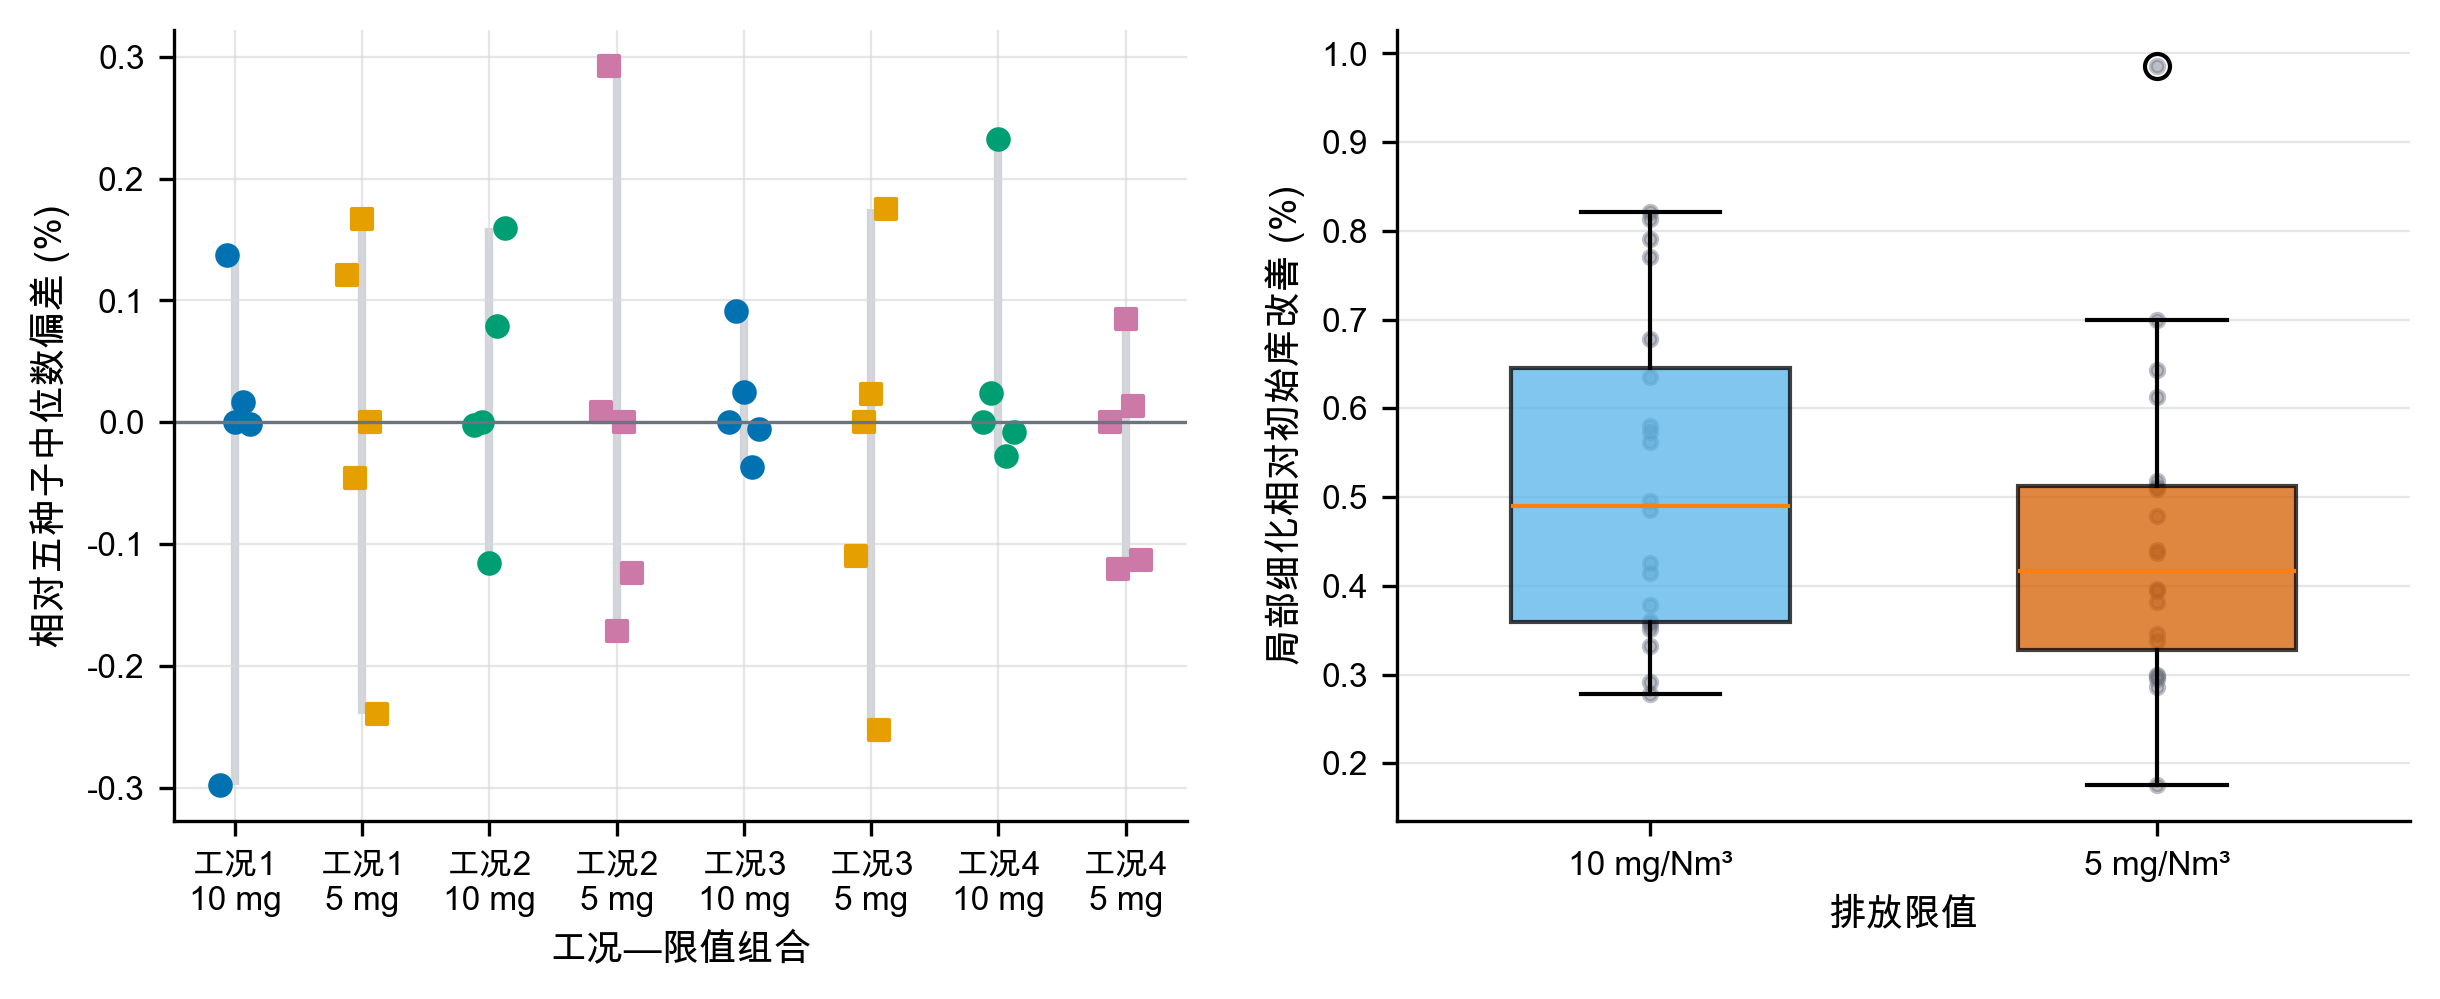 相对五种子中位数偏差 (%)
0.3
0.2
0.1
0.0
-0.1
-0.2
-0.3
工况1
10 mg
工况1
5 mg
工况2
10 mg
工况2
5 mg
工况3
10 mg
工况3
5 mg
工况4
10 mg
工况4
5 mg
工况—限值组合
局部细化相对初始库改善 (%)
1.0
0.9
0.8
0.7
0.6
0.5
0.4
0.3
0.2
10 mg/Nm³
5 mg/Nm³
排放限值